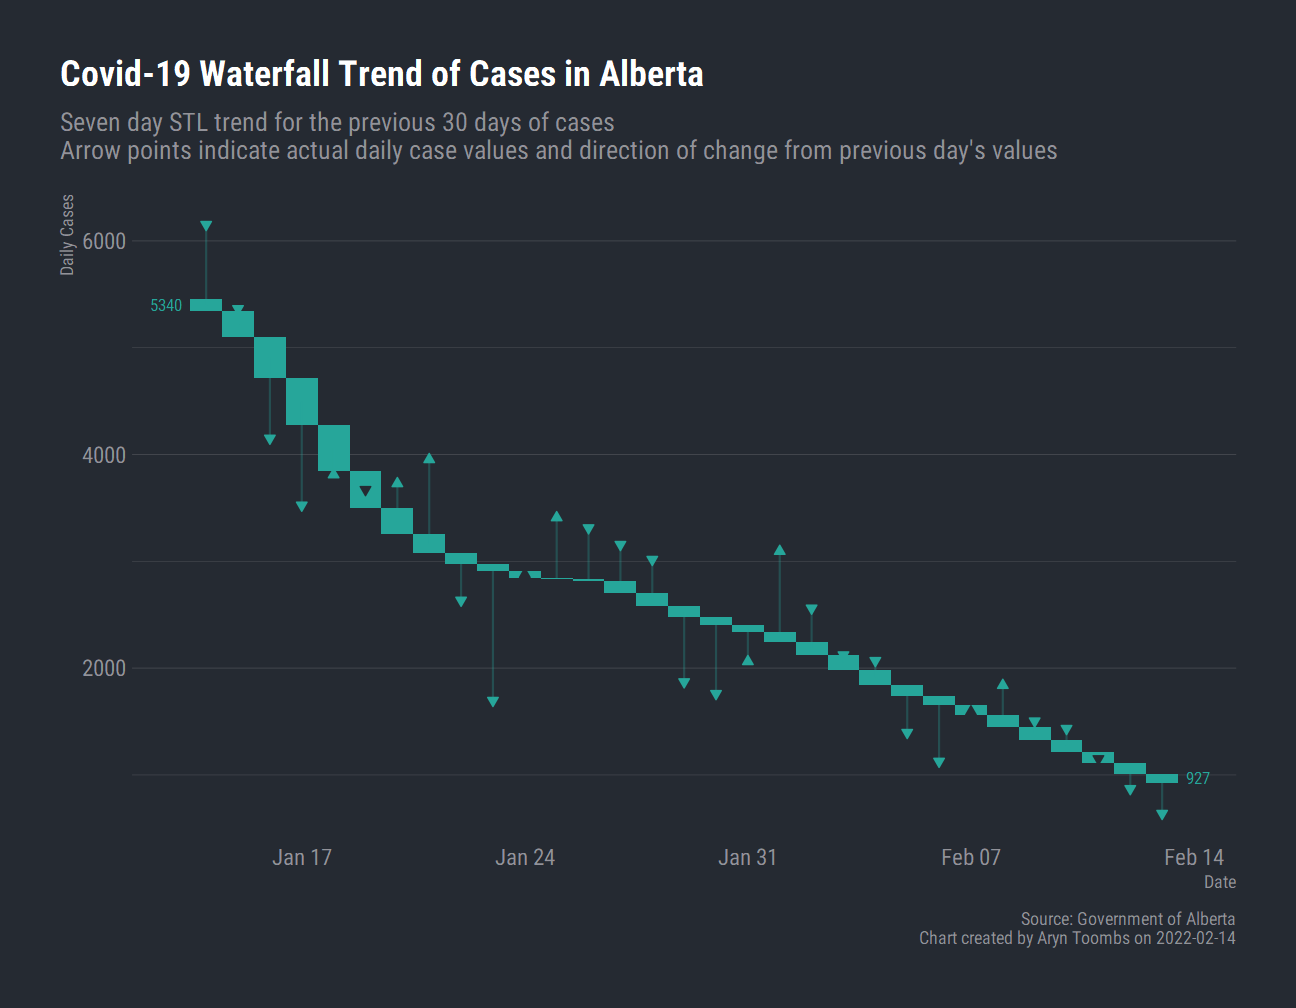 Covid-19 Waterfall Trend of Cases in Alberta
Seven day STL trend for the previous 30 days of cases
Arrow points indicate actual daily case values and direction of change from previous day's values
Daily Cases
6000
5340
4000
2000
927
Jan 17
Jan 24
Jan 31
Feb 07
Feb 14
Date
Source: Government of Alberta
Chart created by Aryn Toombs on 2022-02-14